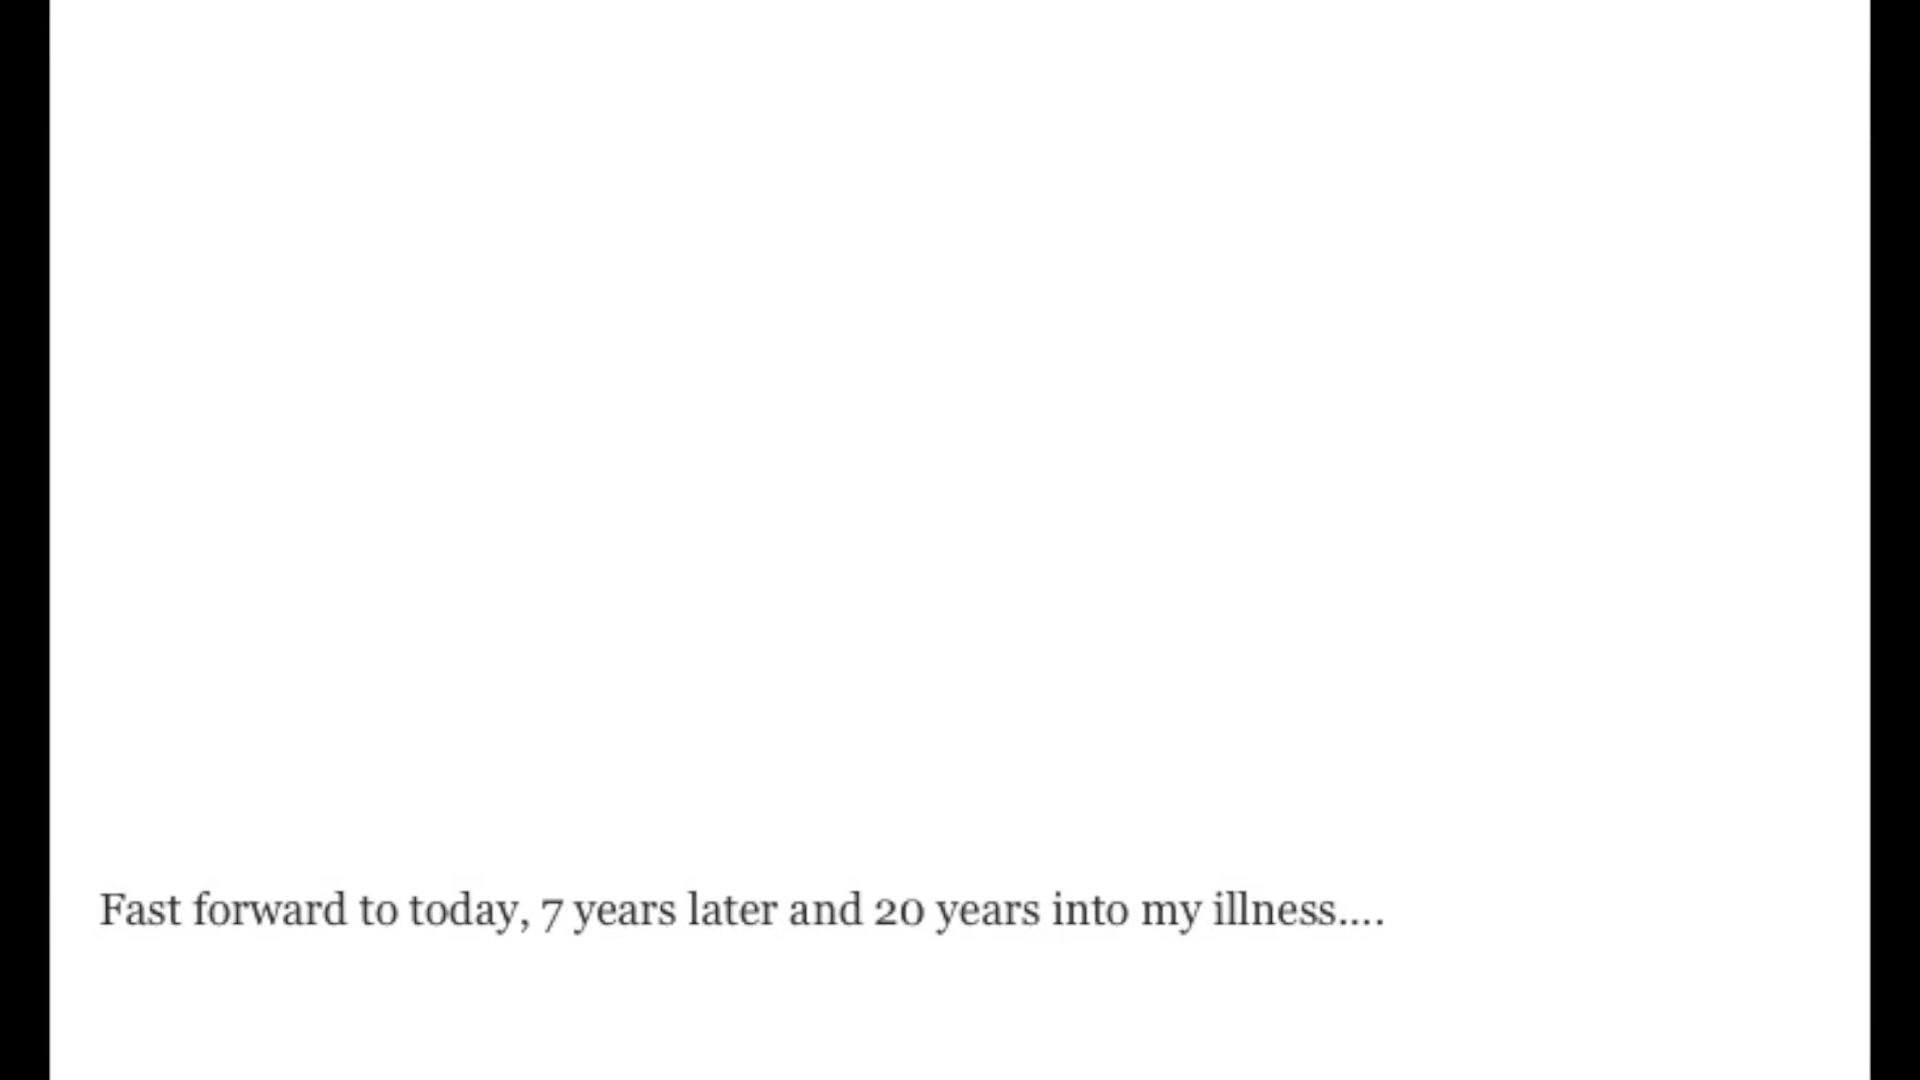 Fast forward to today, 7 years later and 20 years into my illness....